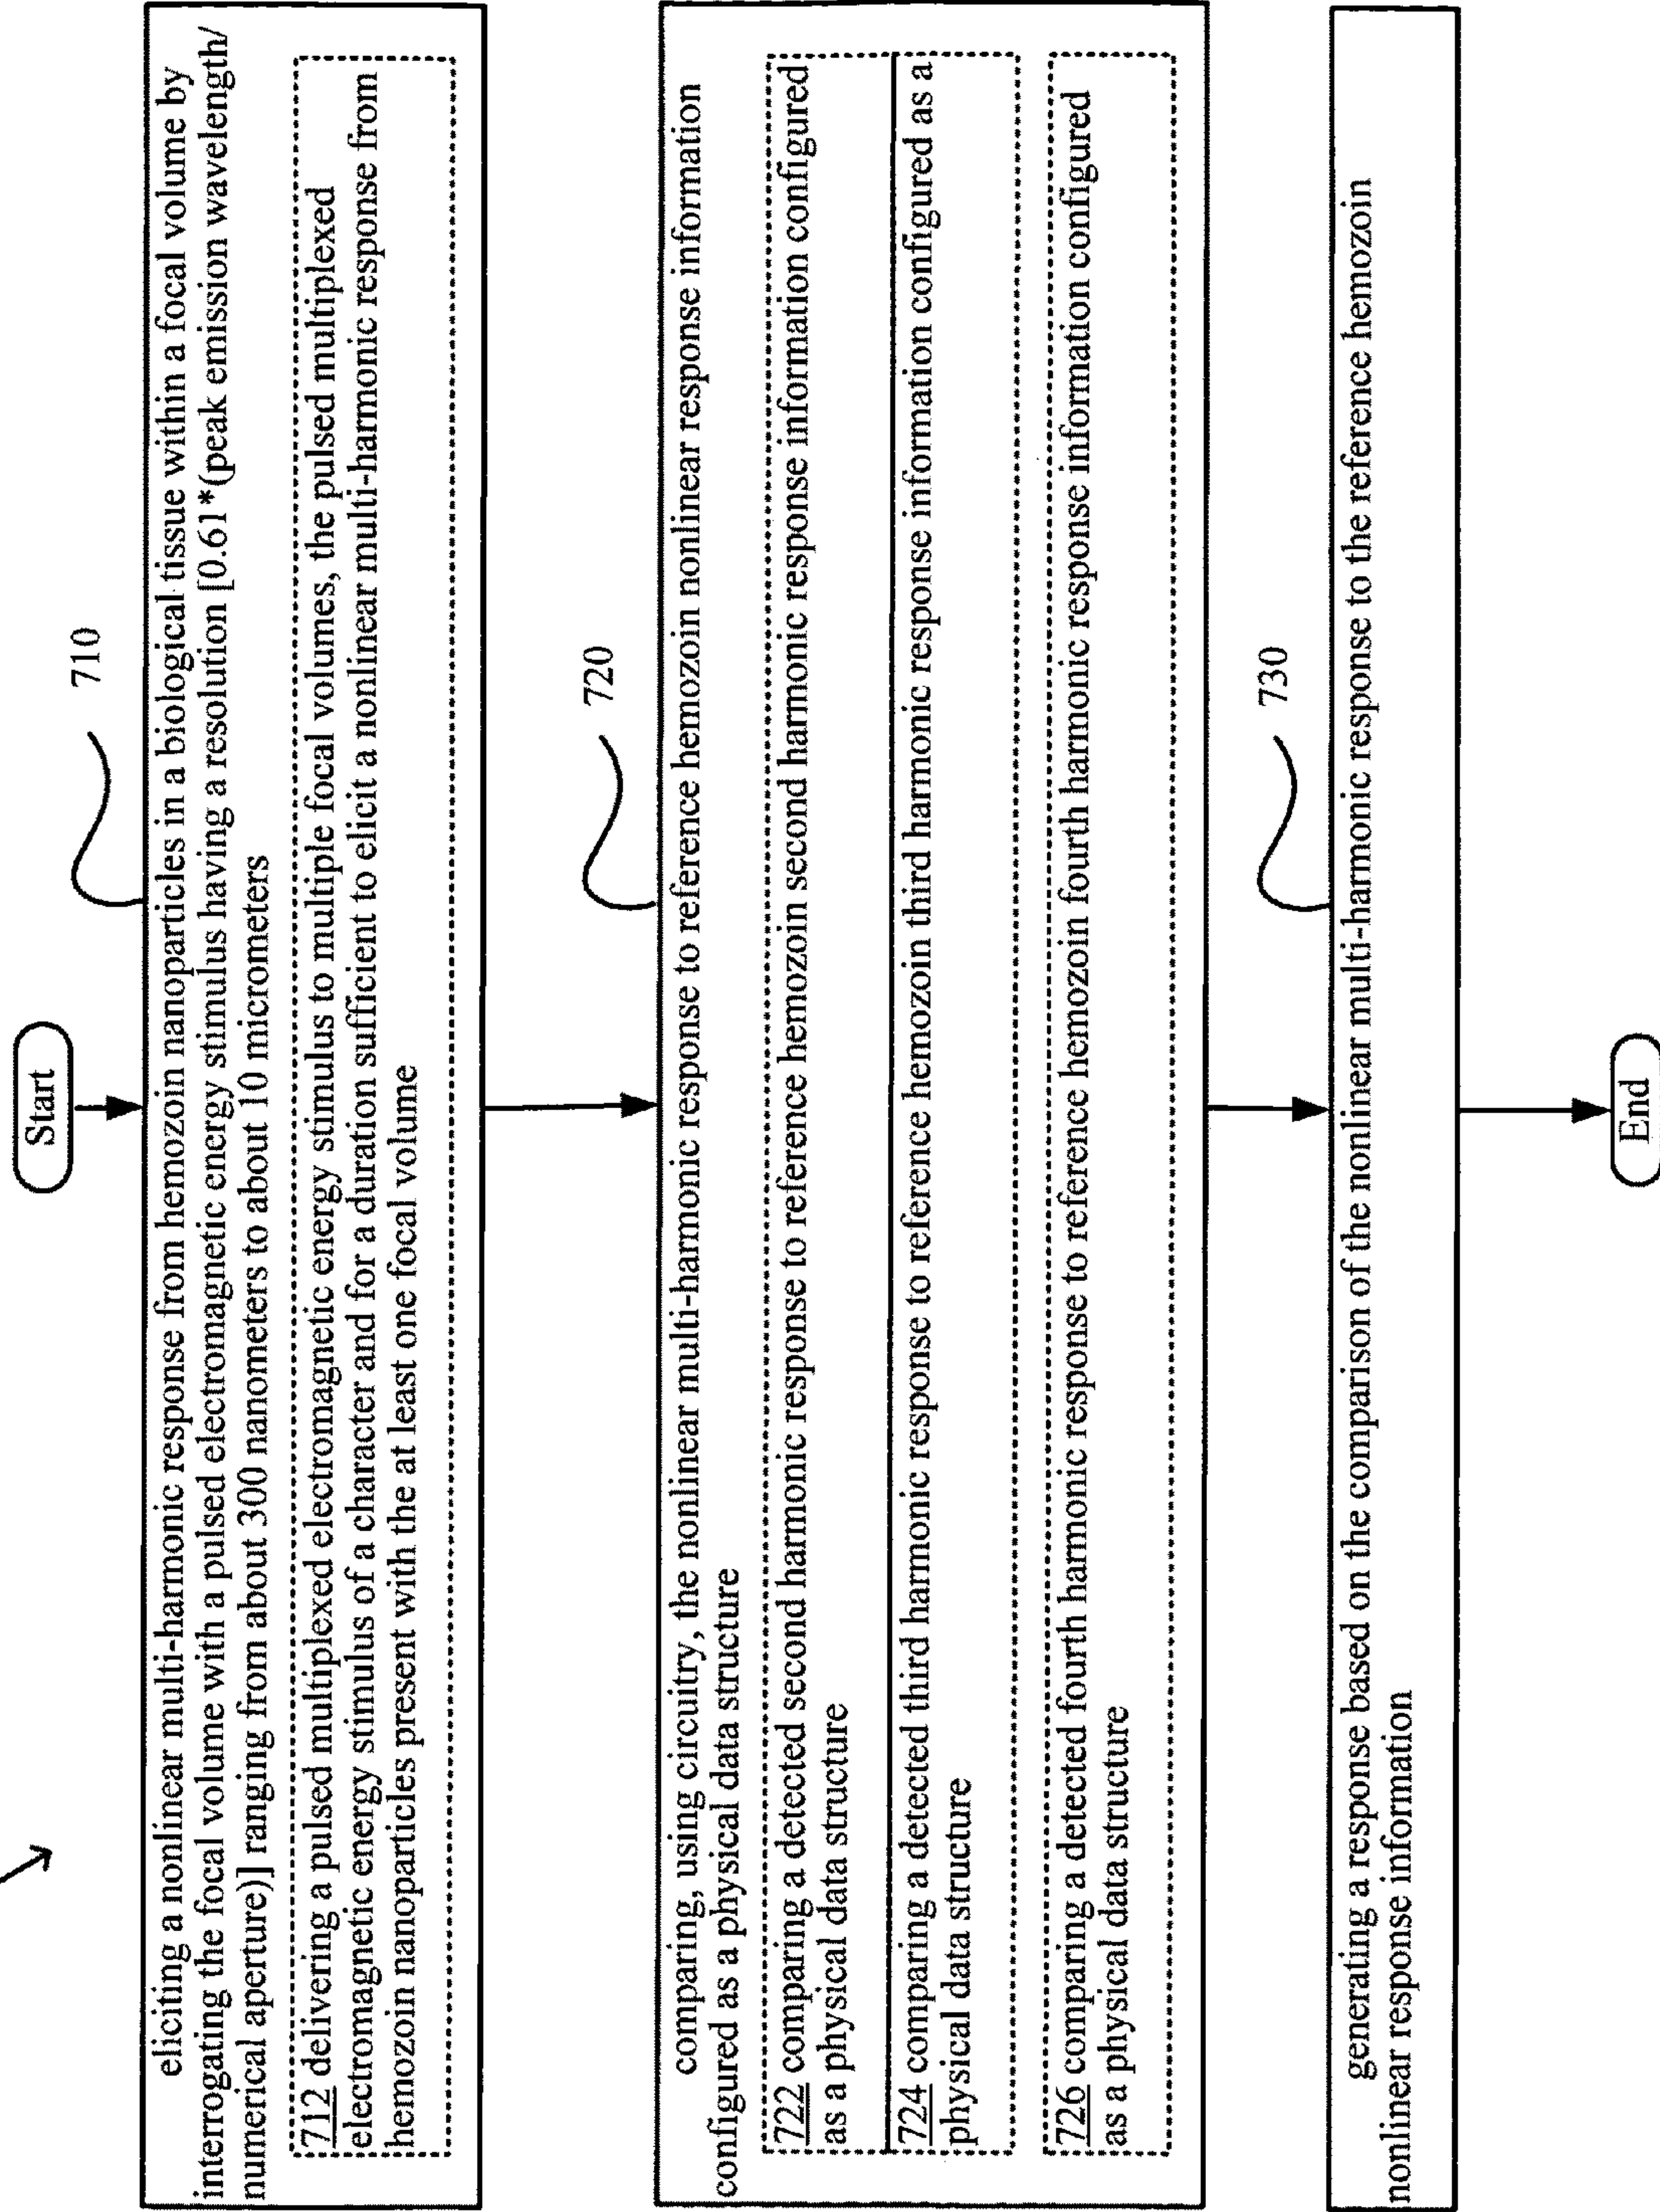 Start
710
eliciting a nonlinear multi-harmonic response from hemozoin nanoparticles in a biological tissue within a focal volume by
interrogating the focal volume with a pulsed electromagnetic energy stimulus having a resolution [0.61*(peak emission wavelength/
numerical aperture)] ranging from about 300 nanometers to about 10 micrometers
712 delivering a pulsed multiplexed electromagnetic energy stimulus to multiple focal volumes, the pulsed multiplexed
electromagnetic energy stimulus of a character and for a duration sufficient to elicit a nonlinear multi-harmonic response from
hemozoin nanoparticles present with the at least one focal volume
720
comparing, using circuitry, the nonlinear multi-harmonic response to reference hemozoin nonlinear response information
configured as a physical data structure
722 comparing a detected second harmonic response to reference hemozoin second harmonic response information configured
as a physical data structure
724 comparing a detected third harmonic response to reference hemozoin third harmonic response information configured as a
physical data structure
726 comparing a detected fourth harmonic response to reference hemozoin fourth harmonic response information configured
as a physical data structure
730
generating a response based on the comparison of the nonlinear multi-harmonic response to the reference hemozoin
nonlinear response information
End